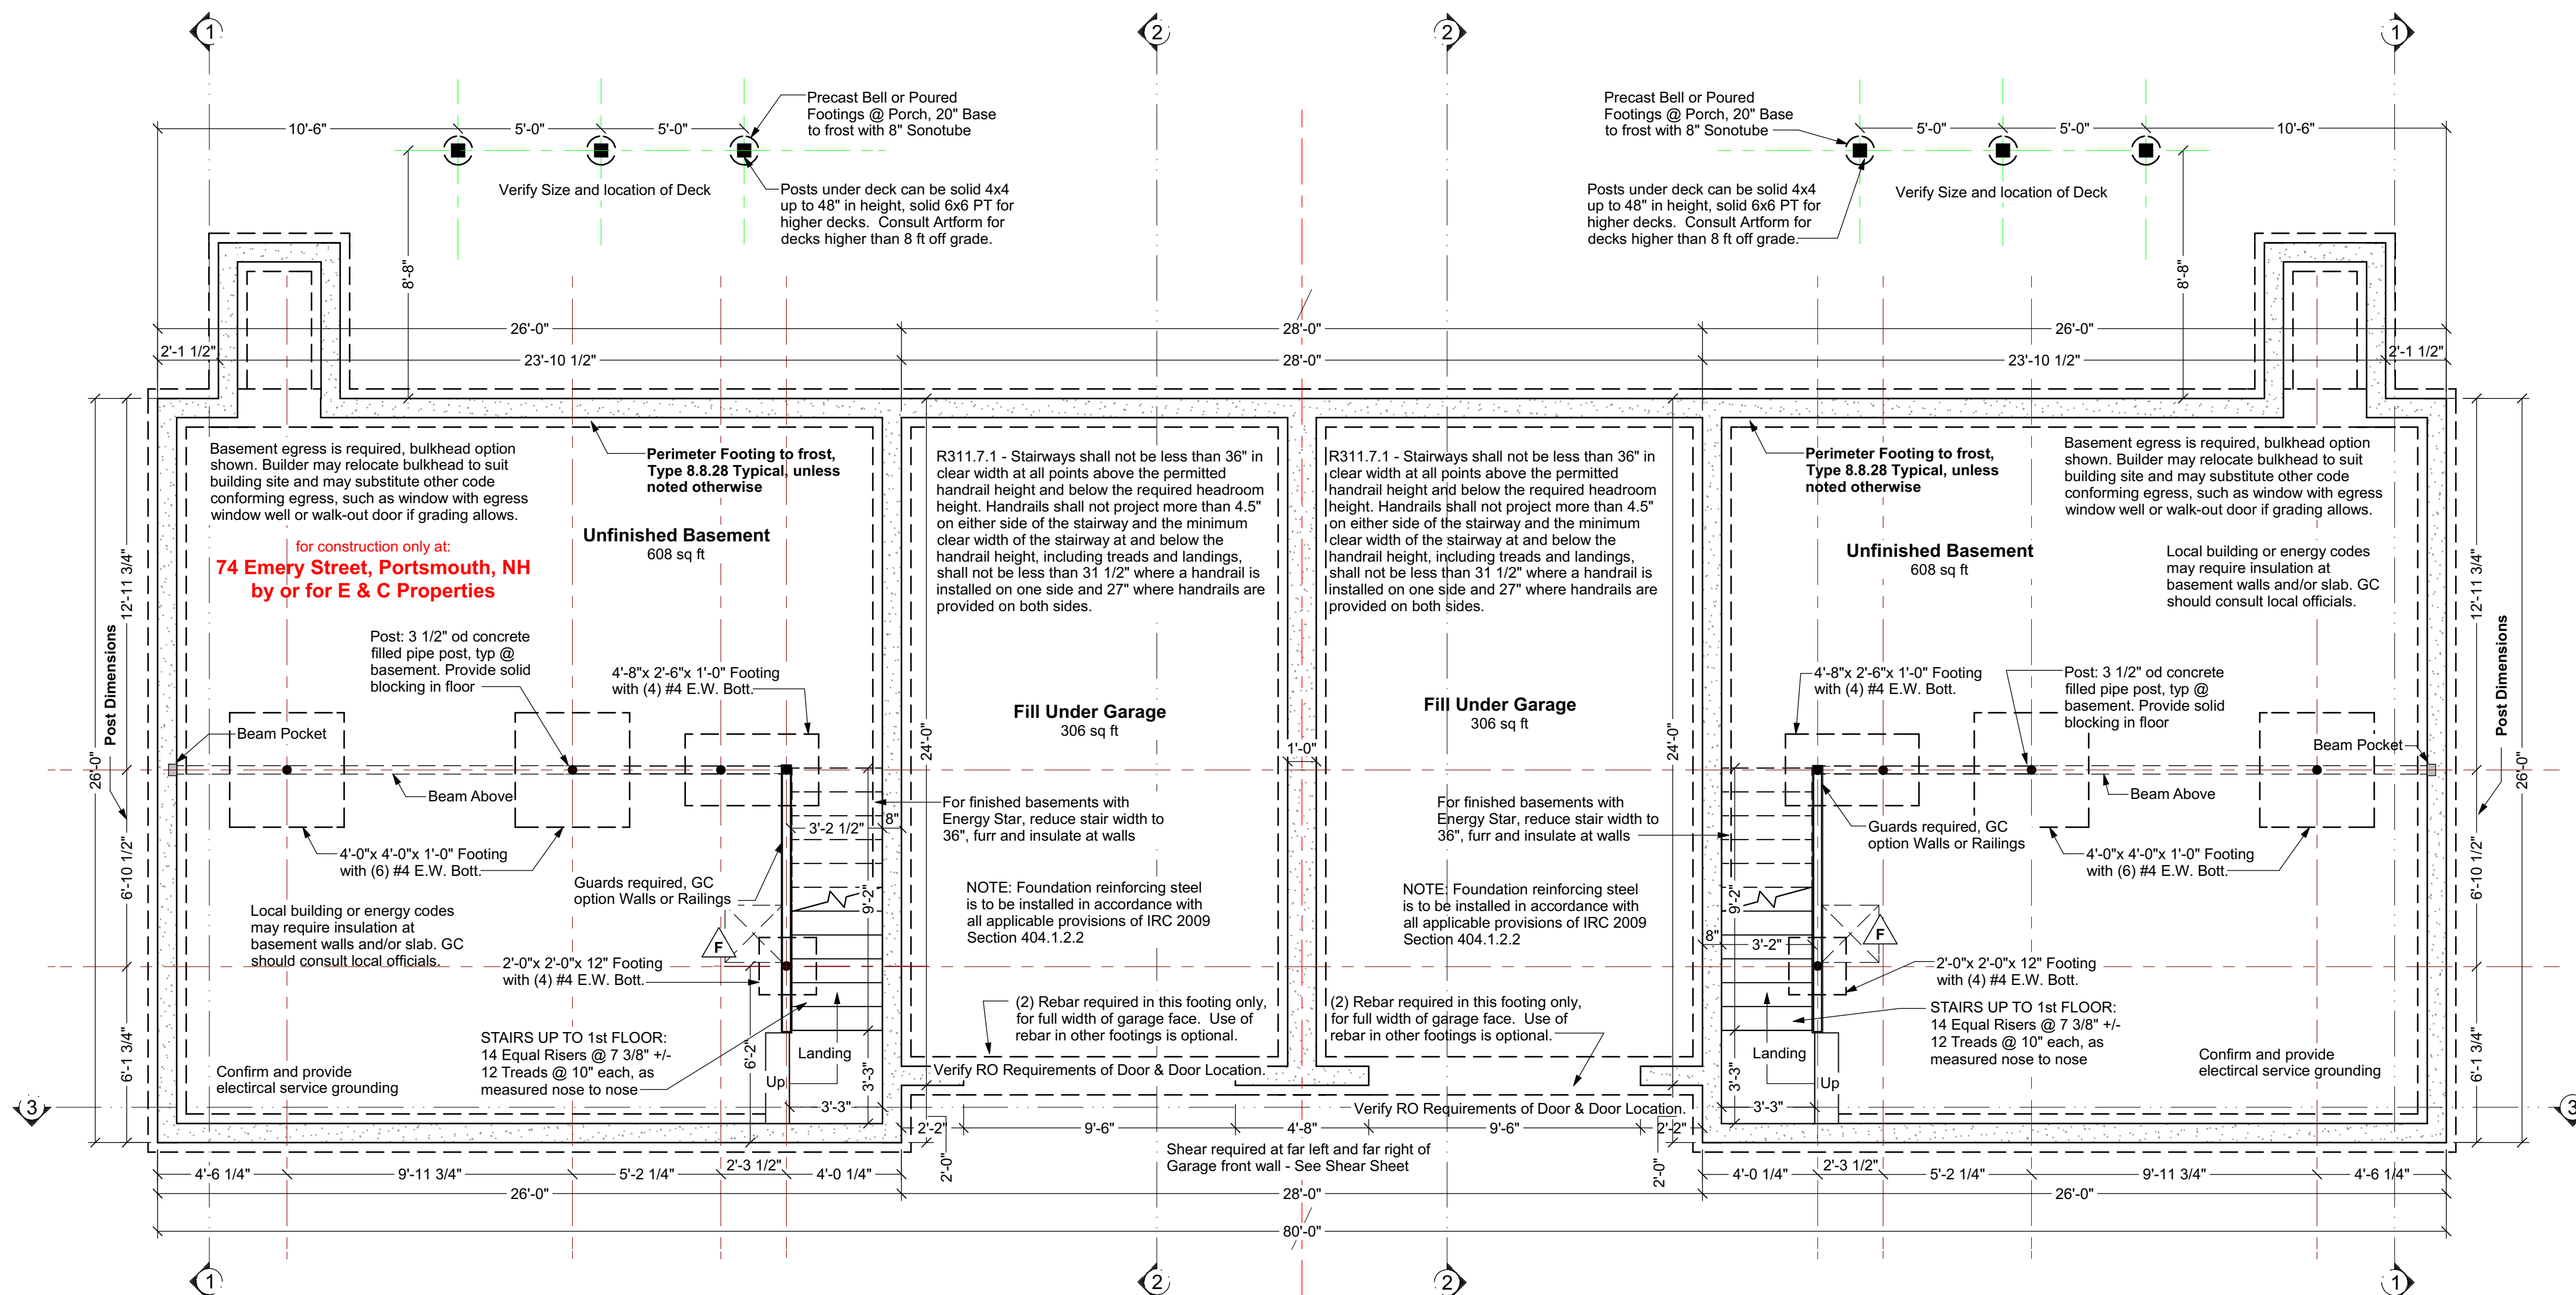 1
2
2
1
Precast Bell or Poured
Footings @ Porch, 20" Base
to frost with 8" Sonotube
Precast Bell or Poured
Footings @ Porch, 20" Base
to frost with 8" Sonotube
10'-6"
5'-0"
5'-0"
5'-0"
5'-0"
10'-6"
Verify Size and location of Deck
Posts under deck can be solid 4x4
up to 48" in height, solid 6x6 PT for
higher decks. Consult Artform for
decks higher than 8 ft off grade.
Posts under deck can be solid 4x4
up to 48" in height, solid 6x6 PT for
higher decks. Consult Artform for
decks higher than 8 ft off grade.
Verify Size and location of Deck
8'-8"
8'-8"
26'-0"
28'-0"
26'-0"
2'-1 1/2"
23'-10 1/2"
28'-0"
23'-10 1/2"
2'-1 1/2"
Basement egress is required, bulkhead option
shown. Builder may relocate bulkhead to suit
building site and may substitute other code
conforming egress, such as window with egress
window well or walk-out door if grading allows.
Perimeter Footing to frost,
Type 8.8.28 Typical, unless
noted otherwise
R311.7.1 - Stairways shall not be less than 36" in
clear width at all points above the permitted
handrail height and below the required headroom
height. Handrails shall not project more than 4.5"
on either side of the stairway and the minimum
clear width of the stairway at and below the
handrail height, including treads and landings,
shall not be less than 31 1/2" where a handrail is
installed on one side and 27" where handrails are
provided on both sides.
R311.7.1 - Stairways shall not be less than 36" in
clear width at all points above the permitted
handrail height and below the required headroom
height. Handrails shall not project more than 4.5"
on either side of the stairway and the minimum
clear width of the stairway at and below the
handrail height, including treads and landings,
shall not be less than 31 1/2" where a handrail is
installed on one side and 27" where handrails are
provided on both sides.
Perimeter Footing to frost,
Type 8.8.28 Typical, unless
noted otherwise
Basement egress is required, bulkhead option
shown. Builder may relocate bulkhead to suit
building site and may substitute other code
conforming egress, such as window with egress
window well or walk-out door if grading allows.
Unfinished Basement
608 sq ft
for construction only at:
74 Emery Street, Portsmouth, NH
by or for E & C Properties
Unfinished Basement
608 sq ft
Local building or energy codes
may require insulation at
basement walls and/or slab. GC
should consult local officials.
12'-11 3/4"
12'-11 3/4"
Post Dimensions
Post Dimensions
Post: 3 1/2" od concrete
filled pipe post, typ @
basement. Provide solid
blocking in floor
4'-8"x 2'-6"x 1'-0" Footing
with (4) #4 E.W. Bott.
4'-8"x 2'-6"x 1'-0" Footing
with (4) #4 E.W. Bott.
Post: 3 1/2" od concrete
filled pipe post, typ @
basement. Provide solid
blocking in floor
Fill Under Garage
306 sq ft
Fill Under Garage
306 sq ft
Beam Pocket
Beam Pocket
26'-0"
24'-0"
1'-0"
24'-0"
26'-0"
Beam Above
Beam Above
For finished basements with
Energy Star, reduce stair width to
36", furr and insulate at walls
For finished basements with
Energy Star, reduce stair width to
36", furr and insulate at walls
3'-2 1/2"
8"
Guards required, GC
option Walls or Railings
4'-0"x 4'-0"x 1'-0" Footing
with (6) #4 E.W. Bott.
4'-0"x 4'-0"x 1'-0" Footing
with (6) #4 E.W. Bott.
6'-10 1/2"
6'-10 1/2"
Guards required, GC
option Walls or Railings
9'-2"
9'-2"
NOTE: Foundation reinforcing steel
is to be installed in accordance with
all applicable provisions of IRC 2009
Section 404.1.2.2
NOTE: Foundation reinforcing steel
is to be installed in accordance with
all applicable provisions of IRC 2009
Section 404.1.2.2
Local building or energy codes
may require insulation at
basement walls and/or slab. GC
should consult local officials.
F
F
8"
3'-2"
2'-0"x 2'-0"x 12" Footing
with (4) #4 E.W. Bott.
2'-0"x 2'-0"x 12" Footing
with (4) #4 E.W. Bott.
(2) Rebar required in this footing only,
for full width of garage face. Use of
rebar in other footings is optional.
(2) Rebar required in this footing only,
for full width of garage face. Use of
rebar in other footings is optional.
STAIRS UP TO 1st FLOOR:
14 Equal Risers @ 7 3/8" +/-
12 Treads @ 10" each, as
measured nose to nose
STAIRS UP TO 1st FLOOR:
14 Equal Risers @ 7 3/8" +/-
12 Treads @ 10" each, as
measured nose to nose
6'-1 3/4"
6'-2"
Landing
Landing
6'-1 3/4"
Confirm and provide
electircal service grounding
Up
3'-3"
Verify RO Requirements of Door & Door Location.
3'-3"
Up
Confirm and provide
electircal service grounding
3
3'-3"
Verify RO Requirements of Door & Door Location.
3'-3"
3
2'-2"
9'-6"
4'-8"
9'-6"
2'-2"
Shear required at far left and far right of
Garage front wall - See Shear Sheet
2'-0"
2'-0"
4'-6 1/4"
9'-11 3/4"
5'-2 1/4"
2'-3 1/2"
4'-0 1/4"
4'-0 1/4"
2'-3 1/2"
5'-2 1/4"
9'-11 3/4"
4'-6 1/4"
26'-0"
28'-0"
26'-0"
80'-0"
1
2
2
1